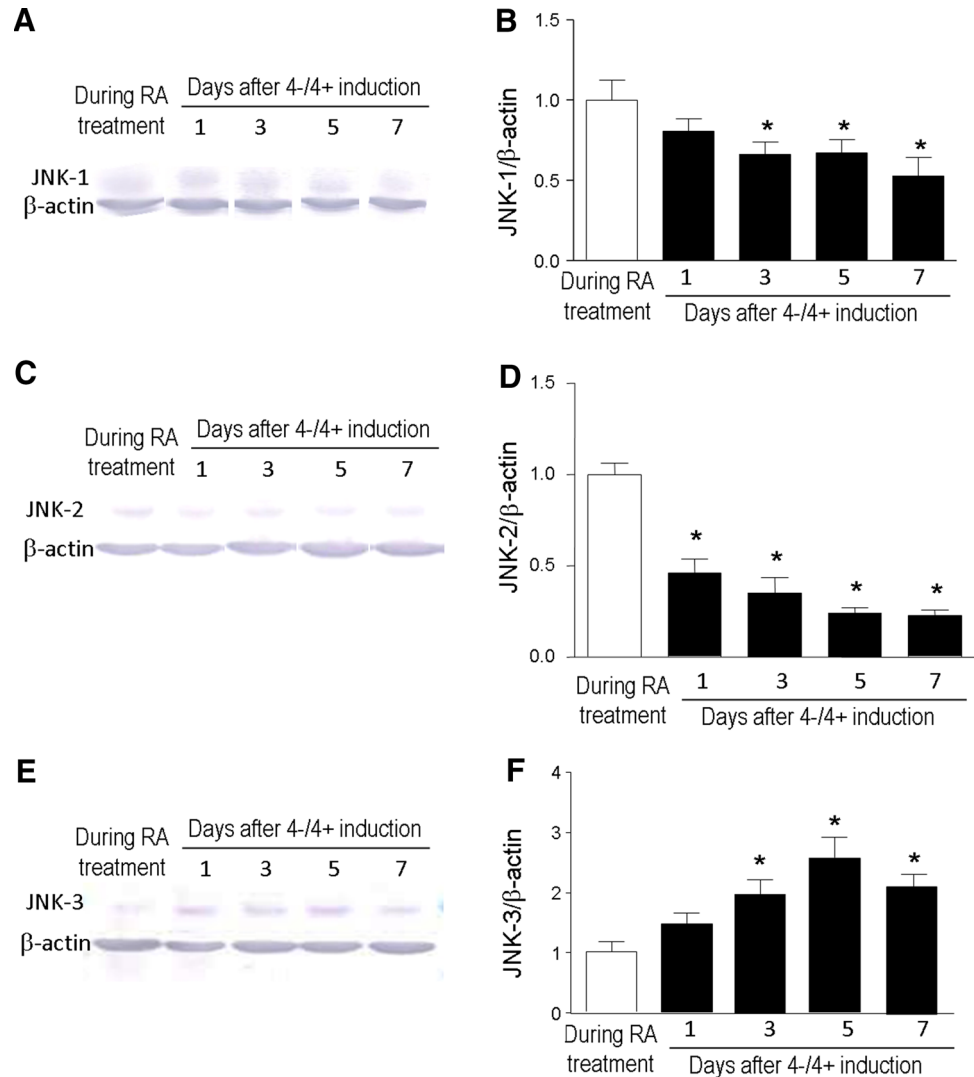 A
During RA
treatment
Days after 4-/4+ induction
1 3 5 7
JNK-1
β-actin
B
JNK-1/β-actin
1.5
1.0
0.5
0.0
* * *
During RA
treatment
1 3 5 7
Days after 4-/4+ induction
C
During RA
treatment
Days after 4-/4+ induction
1 3 5 7
JNK-2
β-actin
D
JNK-2/β-actin
1.5
1.0
0.5
0.0
* * * *
During RA
treatment
1 3 5 7
Days after 4-/4+ induction
E
During RA
treatment
Days after 4-/4+ induction
1 3 5 7
JNK-3
β-actin
F
JNK-3/β-actin
4
3
2
1
0
* * *
During RA
treatment
1 3 5 7
Days after 4-/4+ induction